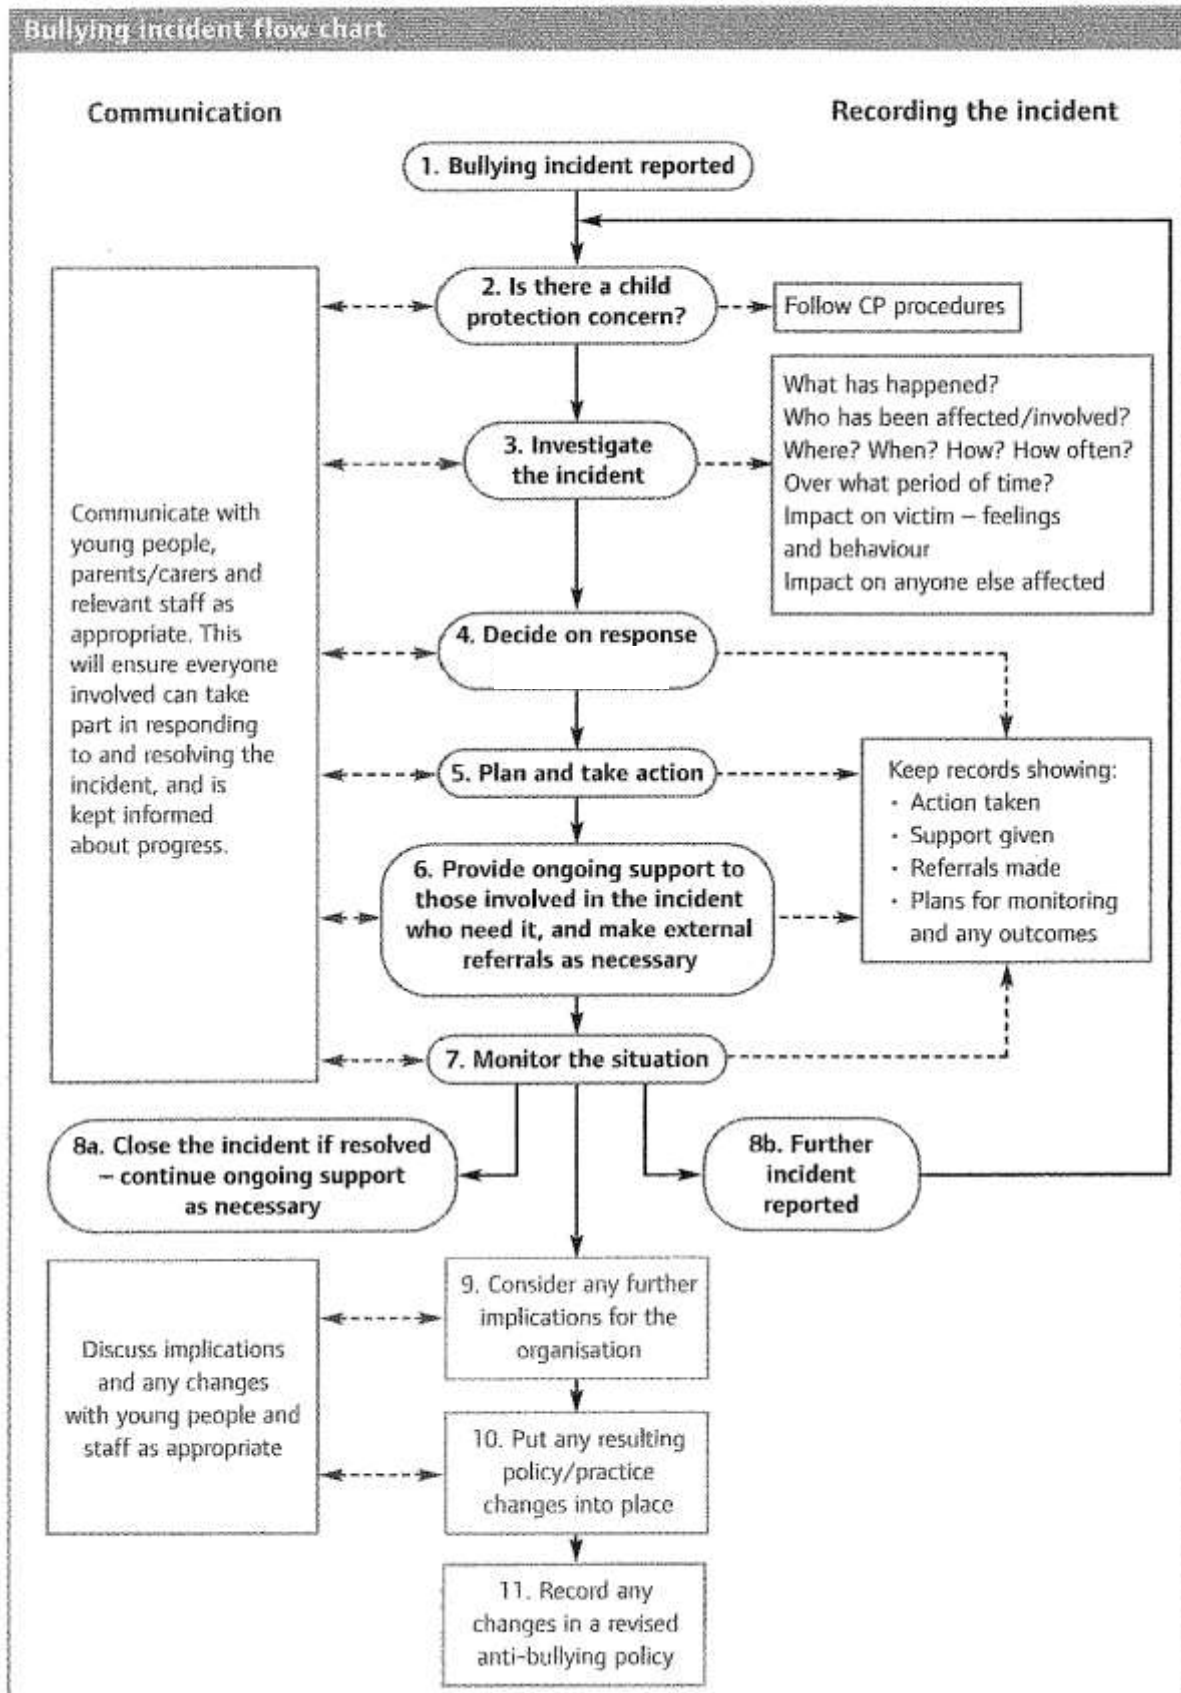 Bullying incident flow chart
Communication
Recording the incident
1. Bullying incident reported
2. Is there a child
protection concern?
Follow CP procedures
3. Investigate
the incident
What has happened?
Who has been affected/involved?
Where? When? How? How often?
Over what period of time?
Impact on victim – feelings
and behaviour
Impact on anyone else affected
Communicate with
young people,
parents/carers and
relevant staff as
appropriate. This
will ensure everyone
involved can take
part in responding
to and resolving the
incident, and is
kept informed
about progress.
4. Decide on response
5. Plan and take action
Keep records showing:
• Action taken
• Support given
• Referrals made
• Plans for monitoring
and any outcomes
6. Provide ongoing support to
those involved in the incident
who need it, and make external
referrals as necessary
7. Monitor the situation
8a. Close the incident if resolved
– continue ongoing support
as necessary
8b. Further
incident
reported
9. Consider any further
implications for the
organisation
Discuss implications
and any changes
with young people and
staff as appropriate
10. Put any resulting
policy/practice
changes into place
11. Record any
changes in a revised
anti-bullying policy